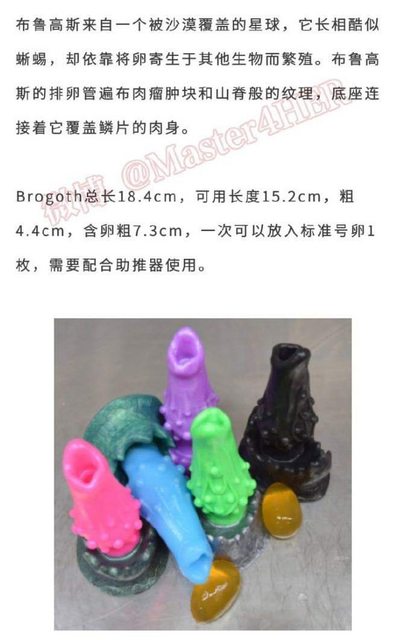 布鲁高斯来自一个被沙漠覆盖的星球，它长相酷似
蜥蜴，却依靠将卵寄生于其他生物而繁殖。布鲁高
斯的排卵管遍布肉瘤肿块和山脊般的纹理，底座连
接着它覆盖鳞片的肉身。
微博 @Master4HER
Brogoth总长18.4cm，可用长度15.2cm，粗
4.4cm，含卵粗7.3cm，一次可以放入标准号卵1
枚，需要配合助推器使用。